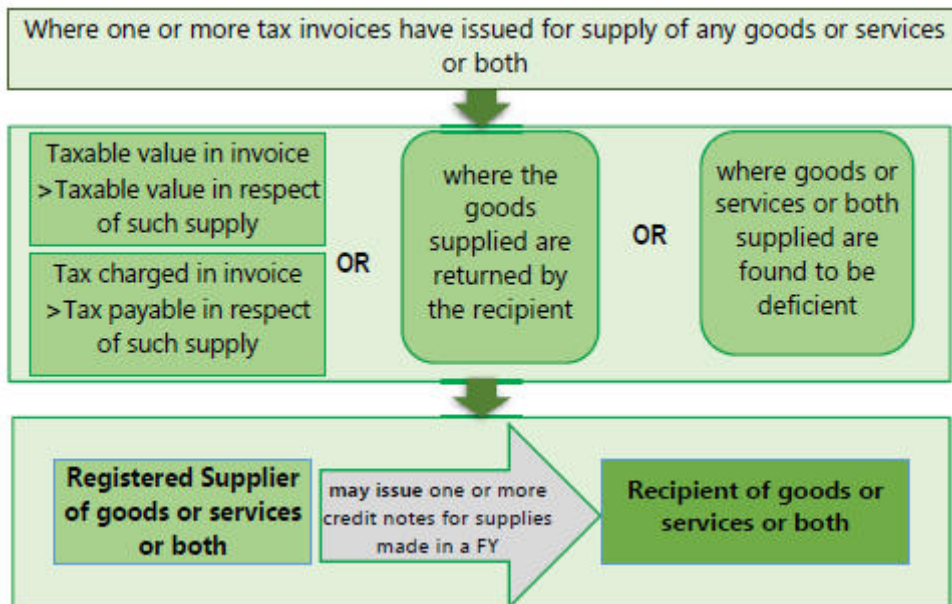 Where one or more tax invoices have issued for supply of any goods or services
or both
Taxable value in invoice
>Taxable value in respect
of such supply
Tax charged in invoice
>Tax payable in respect
of such supply
OR
where the
goods
supplied are
returned by
the recipient
OR
where goods or
services or both
supplied are
found to be
deficient
Registered Supplier
of goods or services
or both
may issue one or more
credit notes for supplies
made in a FY
Recipient of goods or
services or both